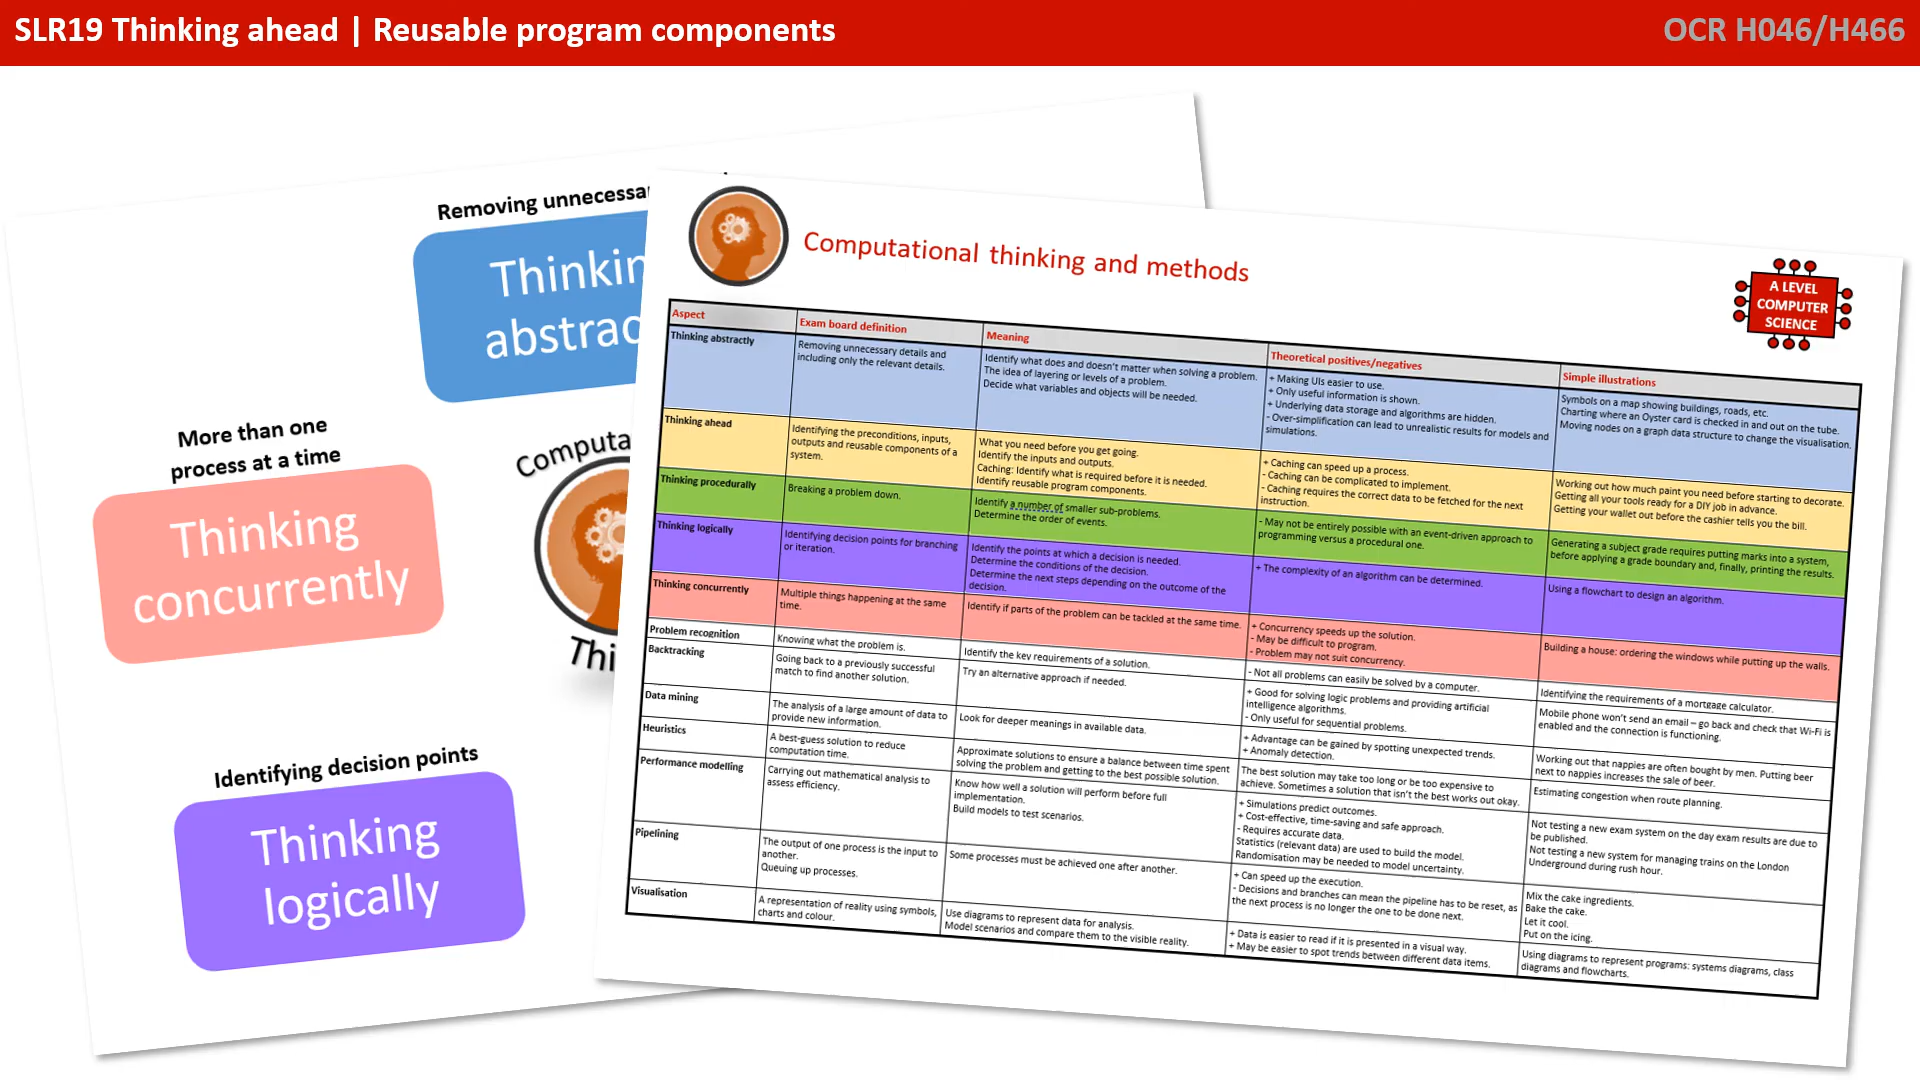 SLR19 Thinking ahead | Reusable program components
OCR H046/H466
Removing unnecessa
Thinkin
abstrac
More than one
process at a time
Thinking
concurrently
Computa
Thi
Identifying decision points
Thinking
logically
Computational thinking and methods
A LEVEL
COMPUTER
SCIENCE
Aspect
Exam board definition
Meaning
Theoretical positives/negatives
Simple illustrations
Thinking abstractly
Removing unnecessary details and
including only the relevant details.
Identify what does and doesn't matter when solving a problem.
The idea of layering or levels of a problem.
Decide what variables and objects will be needed.
+ Making UIs easier to use.
+ Only useful information is shown.
+ Underlying data storage and algorithms are hidden.
- Over-simplification can lead to unrealistic results for models and
simulations.
Symbols on a map showing buildings, roads, etc.
Charting where an Oyster card is checked in and out on the tube.
Moving nodes on a graph data structure to change the visualisation.
Thinking ahead
Identifying the preconditions, inputs,
outputs and reusable components of a
system.
What you need before you get going.
Identify the inputs and outputs.
Caching: Identify what is required before it is needed.
Identify reusable program components.
+ Caching can speed up a process.
- Caching can be complicated to implement.
- Caching requires the correct data to be fetched for the next
instruction.
Working out how much paint you need before starting to decorate.
Getting all your tools ready for a DIY job in advance.
Getting your wallet out before the cashier tells you the bill.
Thinking procedurally
Breaking a problem down.
Identify a number of smaller sub-problems.
Determine the order of events.
- May not be entirely possible with an event-driven approach to
programming versus a procedural one.
Generating a subject grade requires putting marks into a system,
before applying a grade boundary and, finally, printing the results.
Thinking logically
Identifying decision points for branching
or iteration.
Identify the points at which a decision is needed.
Determine the conditions of the decision.
Determine the next steps depending on the outcome of the
decision.
+ The complexity of an algorithm can be determined.
Using a flowchart to design an algorithm.
Thinking concurrently
Multiple things happening at the same
time.
Identify if parts of the problem can be tackled at the same time.
+ Concurrency speeds up the solution.
- May be difficult to program.
- Problem may not suit concurrency.
Building a house: ordering the windows while putting up the walls.
Problem recognition
Knowing what the problem is.
Identify the key requirements of a solution.
- Not all problems can easily be solved by a computer.
Identifying the requirements of a mortgage calculator.
Backtracking
Going back to a previously successful
match to find another solution.
Try an alternative approach if needed.
+ Good for solving logic problems and providing artificial
intelligence algorithms.
- Only useful for sequential problems.
Mobile phone won't send an email – go back and check that Wi-Fi is
enabled and the connection is functioning.
Data mining
The analysis of a large amount of data to
provide new information.
Look for deeper meanings in available data.
+ Advantage can be gained by spotting unexpected trends.
+ Anomaly detection.
Working out that nappies are often bought by men. Putting beer
next to nappies increases the sale of beer.
Heuristics
A best-guess solution to reduce
computation time.
Approximate solutions to ensure a balance between time spent
solving the problem and getting to the best possible solution.
The best solution may take too long or be too expensive to
achieve. Sometimes a solution that isn't the best works out okay.
Estimating congestion when route planning.
Performance modelling
Carrying out mathematical analysis to
assess efficiency.
Know how well a solution will perform before full
implementation.
Build models to test scenarios.
+ Simulations predict outcomes.
+ Cost-effective, time-saving and safe approach.
- Requires accurate data.
Statistics (relevant data) are used to build the model.
Randomisation may be needed to model uncertainty.
Not testing a new exam system on the day exam results are due to
be published.
Not testing a new system for managing trains on the London
Underground during rush hour.
Pipelining
The output of one process is the input to
another.
Queuing up processes.
Some processes must be achieved one after another.
+ Can speed up the execution.
- Decisions and branches can mean the pipeline has to be reset, as
the next process is no longer the one to be done next.
Mix the cake ingredients.
Bake the cake.
Let it cool.
Put on the icing.
Visualisation
A representation of reality using symbols,
charts and colour.
Use diagrams to represent data for analysis.
Model scenarios and compare them to the visible reality.
+ Data is easier to read if it is presented in a visual way.
+ May be easier to spot trends between different data items.
Using diagrams to represent programs: systems diagrams, class
diagrams and flowcharts.